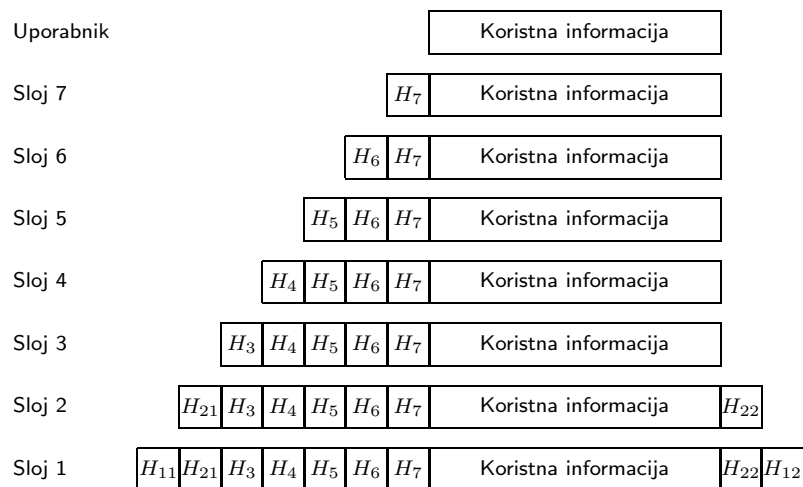 Uporabnik Koristna informacija
Sloj 7 H₇ Koristna informacija
Sloj 6 H₆ H₇ Koristna informacija
Sloj 5 H₅ H₆ H₇ Koristna informacija
Sloj 4 H₄ H₅ H₆ H₇ Koristna informacija
Sloj 3 H₃ H₄ H₅ H₆ H₇ Koristna informacija
Sloj 2 H₂₁ H₃ H₄ H₅ H₆ H₇ Koristna informacija H₂₂
Sloj 1 H₁₁ H₂₁ H₃ H₄ H₅ H₆ H₇ Koristna informacija H₂₂ H₁₂